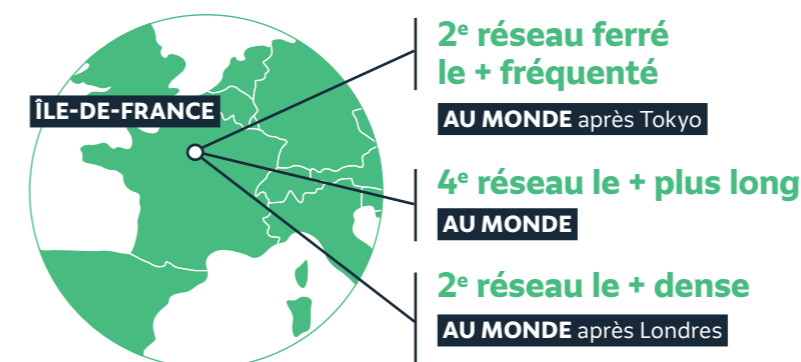 ÎLE-DE-FRANCE
2e réseau ferré
le + fréquenté
AU MONDE après Tokyo
4e réseau le + plus long
AU MONDE
2e réseau le + dense
AU MONDE après Londres